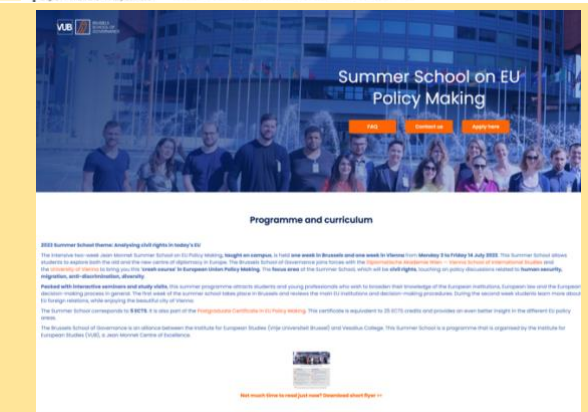 VUB
BRUSSELS
SCHOOL OF
GOVERNANCE
Summer School on EU
Policy Making
FAQ
Contact us
Apply here
Programme and curriculum
2023 Summer School theme: Analysing civil rights in today's EU
The intensive two-week Jean Monnet Summer School on EU Policy Making, taught on campus, is held one week in Brussels and one week in Vienna from Monday 3 to Friday 14 July 2023. This Summer School allows
students to explore both the old and the new centre of diplomacy in Europe. The Brussels School of Governance joins forces with the Diplomatische Akademie Wien – Vienna School of International Studies and
the University of Vienna to bring you this 'crash course' in European Union Policy Making. The focus area of the Summer School, which will be civil rights, touching on policy discussions related to human security,
migration, anti-discrimination, diversity.
Packed with interactive seminars and study visits, this summer programme attracts students and young professionals who wish to broaden their knowledge of the European institutions, European law and the European
decision-making process in general. The first week of the summer school takes place in Brussels and reviews the main EU institutions and decision-making procedures. During the second week students learn more about
EU foreign relations, while enjoying the beautiful city of Vienna.
The Summer School corresponds to 5 ECTS. It is also part of the Postgraduate Certificate in EU Policy Making. This certificate is equivalent to 25 ECTS credits and provides an even better insight in the different EU policy
areas.
The Brussels School of Governance is an alliance between the Institute for European Studies (Vrije Universiteit Brussel) and Vesalius College. This Summer School is a programme that is organised by the Institute for
European Studies (VUB), a Jean Monnet Centre of Excellence.
Not much time to read just now? Download short flyer >>